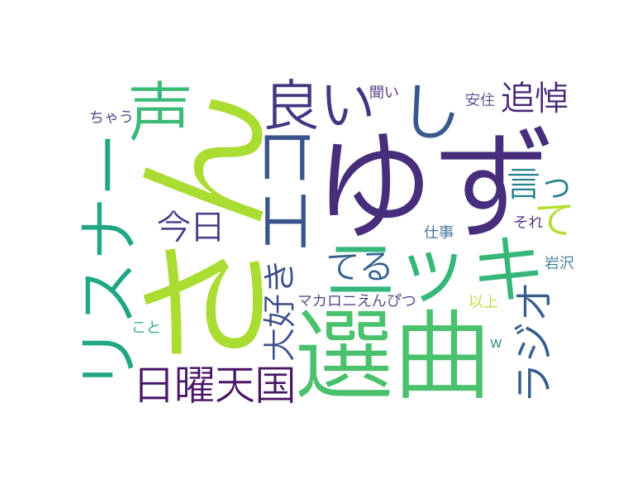 ちゃう
声
さん
良い
聞い
し
安住
追悼
リスナー
エコ
ゆず
言っ
て
今日
それ
仕事
てる
ニッキ
岩沢
大好き
マカロニえんぴつ
以上
こと
選曲
ラジオ
w
日曜天国